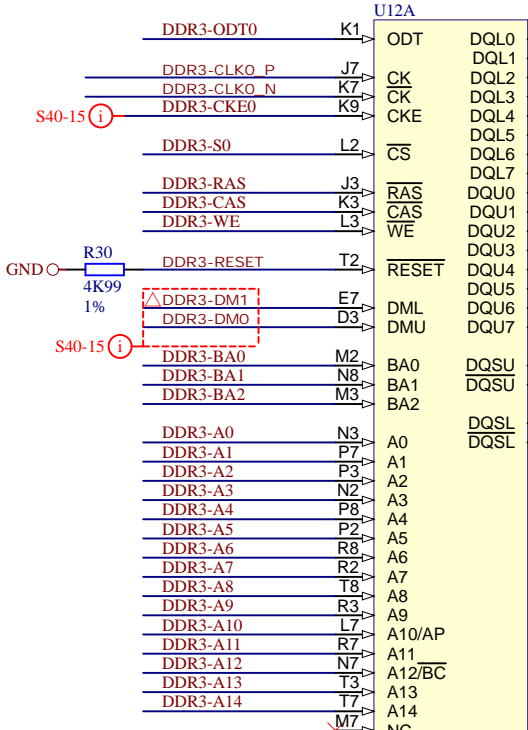 U12A
DDR3-ODT0 K1 ODT DQL0
DQL1
DDR3-CLK0_P J7 CK DQL2
DDR3-CLK0_N K7 CK DQL3
S40-15 i DDR3-CKE0 K9 CKE DQL4
DQL5
DDR3-S0 L2 CS DQL6
DQL7
DDR3-RAS J3 RAS DQU0
DDR3-CAS K3 CAS DQU1
DDR3-WE L3 WE DQU2
R30 DQU3
GND DDR3-RESET T2 RESET DQU4
4K99 DQU5
1% DDR3-DM1 E7 DML DQU6
DDR3-DM0 D3 DMU DQU7
S40-15 i
DDR3-BA0 M2 BA0 DQSU
DDR3-BA1 N8 BA1 DQSU
DDR3-BA2 M3 BA2
DQSL
DDR3-A0 N3 A0 DQSL
DDR3-A1 P7 A1
DDR3-A2 P3 A2
DDR3-A3 N2 A3
DDR3-A4 P8 A4
DDR3-A5 P2 A5
DDR3-A6 R8 A6
DDR3-A7 R2 A7
DDR3-A8 T8 A8
DDR3-A9 R3 A9
DDR3-A10 L7 A10/AP
DDR3-A11 R7 A11
DDR3-A12 N7 A12/BC
DDR3-A13 T3 A13
DDR3-A14 T7 A14
M7 NC